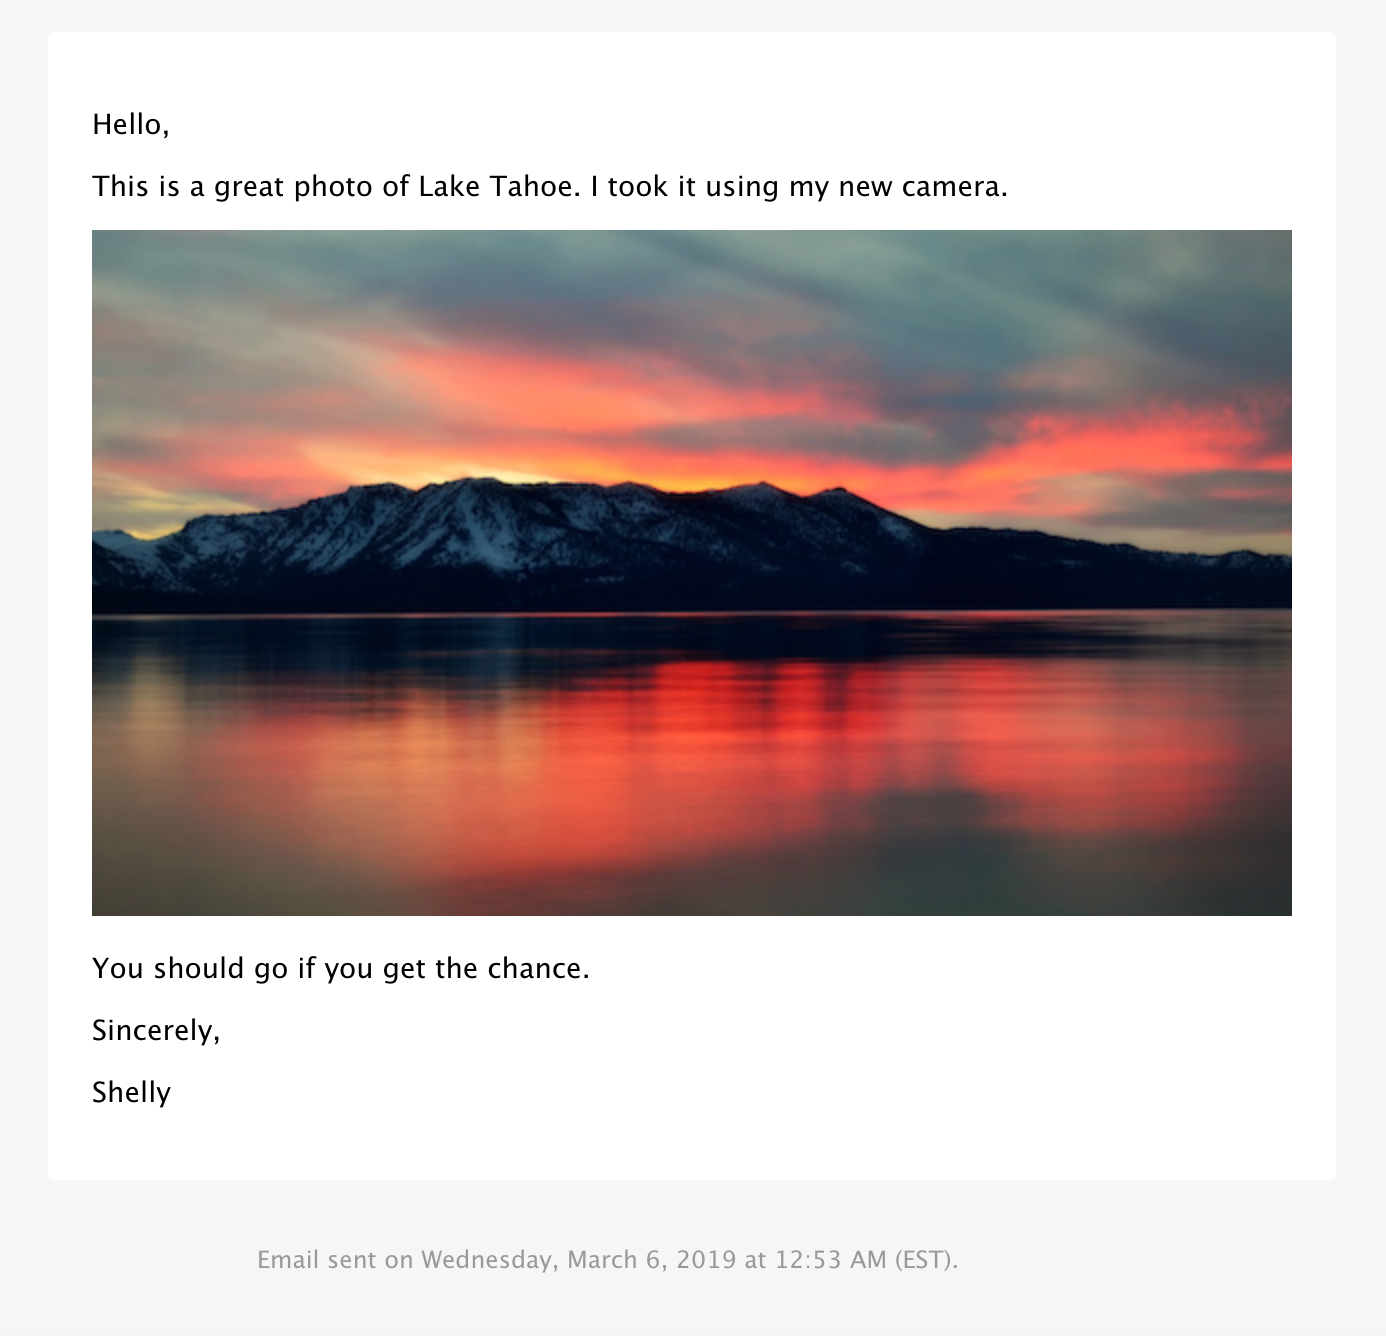 Hello,
This is a great photo of Lake Tahoe. I took it using my new camera.
You should go if you get the chance.
Sincerely,
Shelly
Email sent on Wednesday, March 6, 2019 at 12:53 AM (EST).